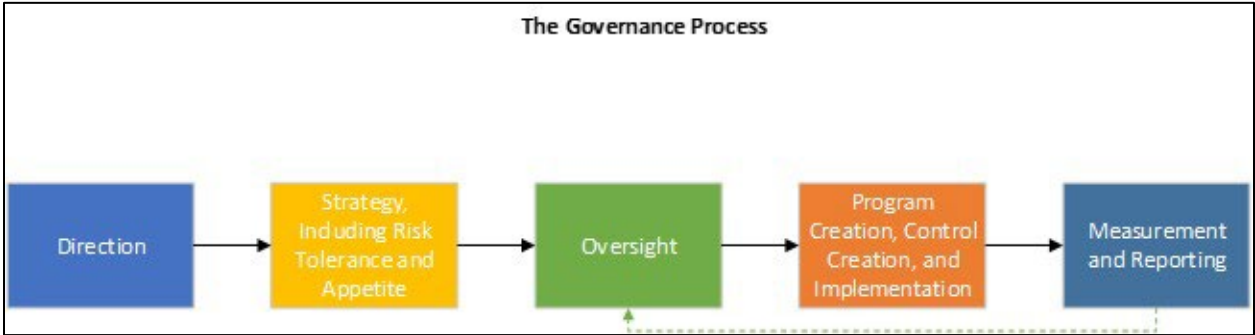 The Governance Process
Direction
Strategy,
Including Risk
Tolerance and
Appetite
Oversight
Program
Creation, Control
Creation, and
Implementation
Measurement
and Reporting